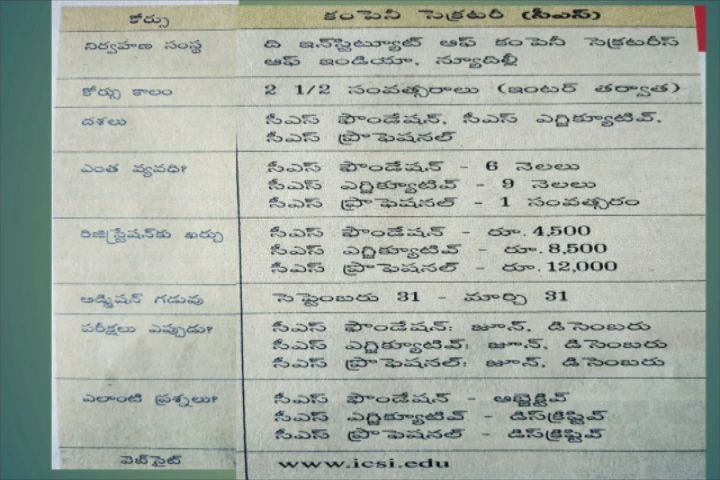 కోర్సు కంపెనీ సెక్రటరీ (సీఎస్)
నిర్వహణ సంస్థ ది ఇన్‌స్టిట్యూట్ ఆఫ్ కంపెనీ సెక్రటరీస్
ఆఫ్ ఇండియా, న్యూదిల్లీ
కోర్సు కాలం 2 1/2 సంవత్సరాలు (ఇంటర్ తర్వాత)
దశలు సీఎస్ ఫౌండేషన్, సీఎస్ ఎగ్జిక్యూటివ్,
సీఎస్ ప్రొఫెషనల్
ఎంత వ్యవధి? సీఎస్ ఫౌండేషన్ - 6 నెలలు
సీఎస్ ఎగ్జిక్యూటివ్ - 9 నెలలు
సీఎస్ ప్రొఫెషనల్ - 1 సంవత్సరం
రిజిస్ట్రేషన్‌కు ఖర్చు సీఎస్ ఫౌండేషన్ - రూ. 4,500
సీఎస్ ఎగ్జిక్యూటివ్ - రూ. 8,500
సీఎస్ ప్రొఫెషనల్ - రూ. 12,000
అడ్మిషన్ గడువు సెప్టెంబరు 31 - మార్చి 31
పరీక్షలు ఎప్పుడు? సీఎస్ ఫౌండేషన్: జూన్, డిసెంబరు
సీఎస్ ఎగ్జిక్యూటివ్: జూన్, డిసెంబరు
సీఎస్ ప్రొఫెషనల్: జూన్, డిసెంబరు
ఎలాంటి ప్రశ్నలు? సీఎస్ ఫౌండేషన్ - ఆబ్జెక్టివ్
సీఎస్ ఎగ్జిక్యూటివ్ - డిస్‌క్రిప్టివ్
సీఎస్ ప్రొఫెషనల్ - డిస్‌క్రిప్టివ్
వెబ్‌సైట్ www.icsi.edu